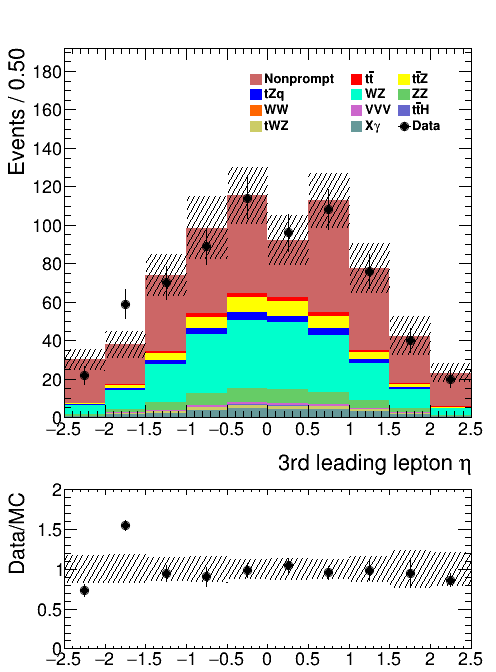 Events / 0.50
180
160
140
120
100
80
60
40
20
0
Nonprompt tt̄ tt̄Z
tZq WZ ZZ
WW VVV tt̄H
tWZ Xγ Data
−2.5 −2 −1.5 −1 −0.5 0 0.5 1 1.5 2 2.5
3rd leading lepton η
Data/MC
2
1.5
1
0.5
0
−2.5 −2 −1.5 −1 −0.5 0 0.5 1 1.5 2 2.5